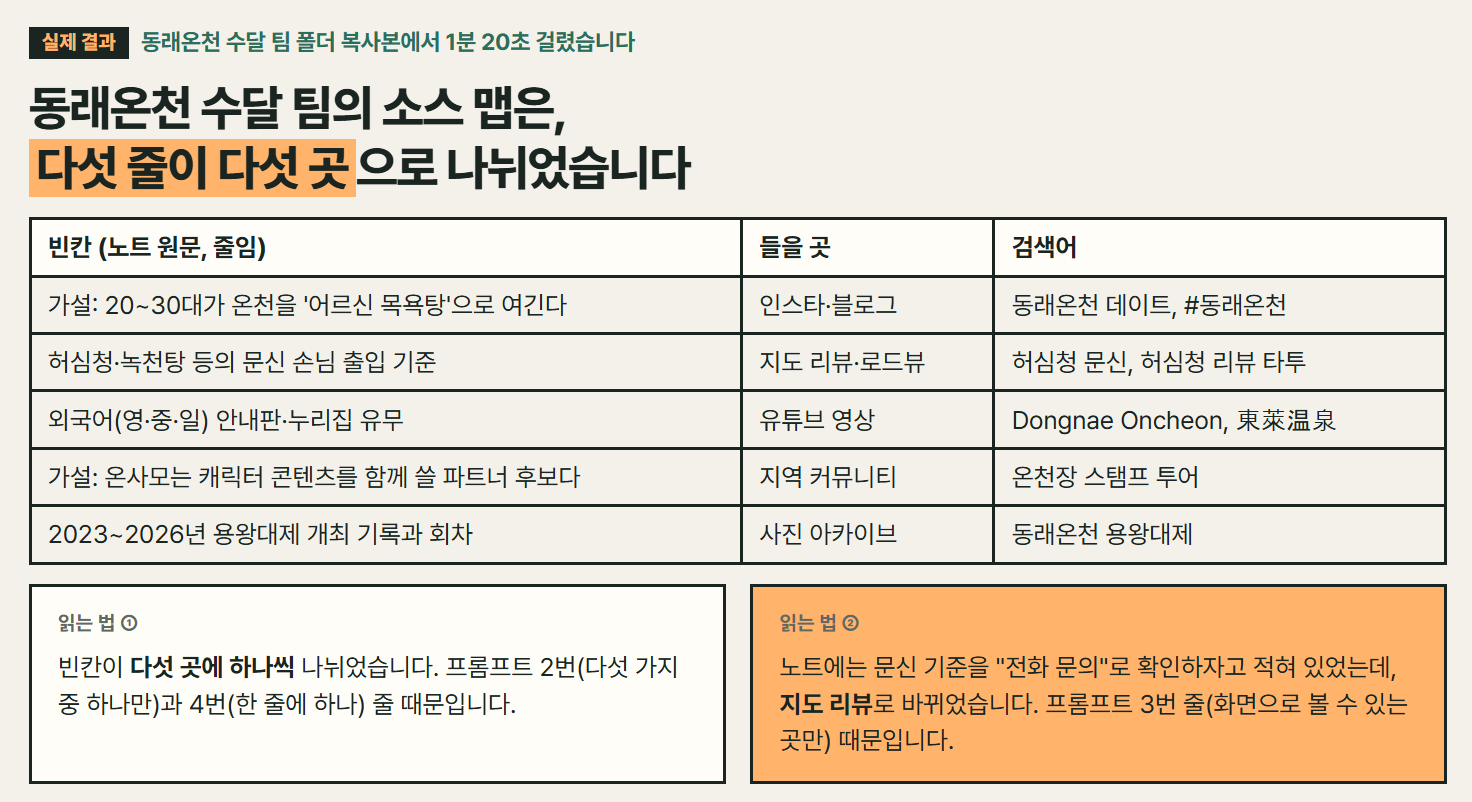 실제 결과 동래온천 수달 팀 폴더 복사본에서 1분 20초 걸렸습니다
동래온천 수달 팀의 소스 맵은,
다섯 줄이 다섯 곳으로 나뉘었습니다
빈칸 (노트 원문, 줄임) 들을 곳 검색어
가설: 20~30대가 온천을 '어르신 목욕탕'으로 여긴다 인스타·블로그 동래온천 데이트, #동래온천
허심청·녹천탕 등의 문신 손님 출입 기준 지도 리뷰·로드뷰 허심청 문신, 허심청 리뷰 타투
외국어(영·중·일) 안내판·누리집 유무 유튜브 영상 Dongnae Oncheon, 東萊温泉
가설: 온사모는 캐릭터 콘텐츠를 함께 쓸 파트너 후보다 지역 커뮤니티 온천장 스탬프 투어
2023~2026년 용왕대제 개최 기록과 회차 사진 아카이브 동래온천 용왕대제
읽는 법 ①
빈칸이 다섯 곳에 하나씩 나뉘었습니다. 프롬프트 2번(다섯 가지
중 하나만)과 4번(한 줄에 하나) 줄 때문입니다.
읽는 법 ②
노트에는 문신 기준을 "전화 문의"로 확인하자고 적혀 있었는데,
지도 리뷰로 바뀌었습니다. 프롬프트 3번 줄(화면으로 볼 수 있는
곳만) 때문입니다.